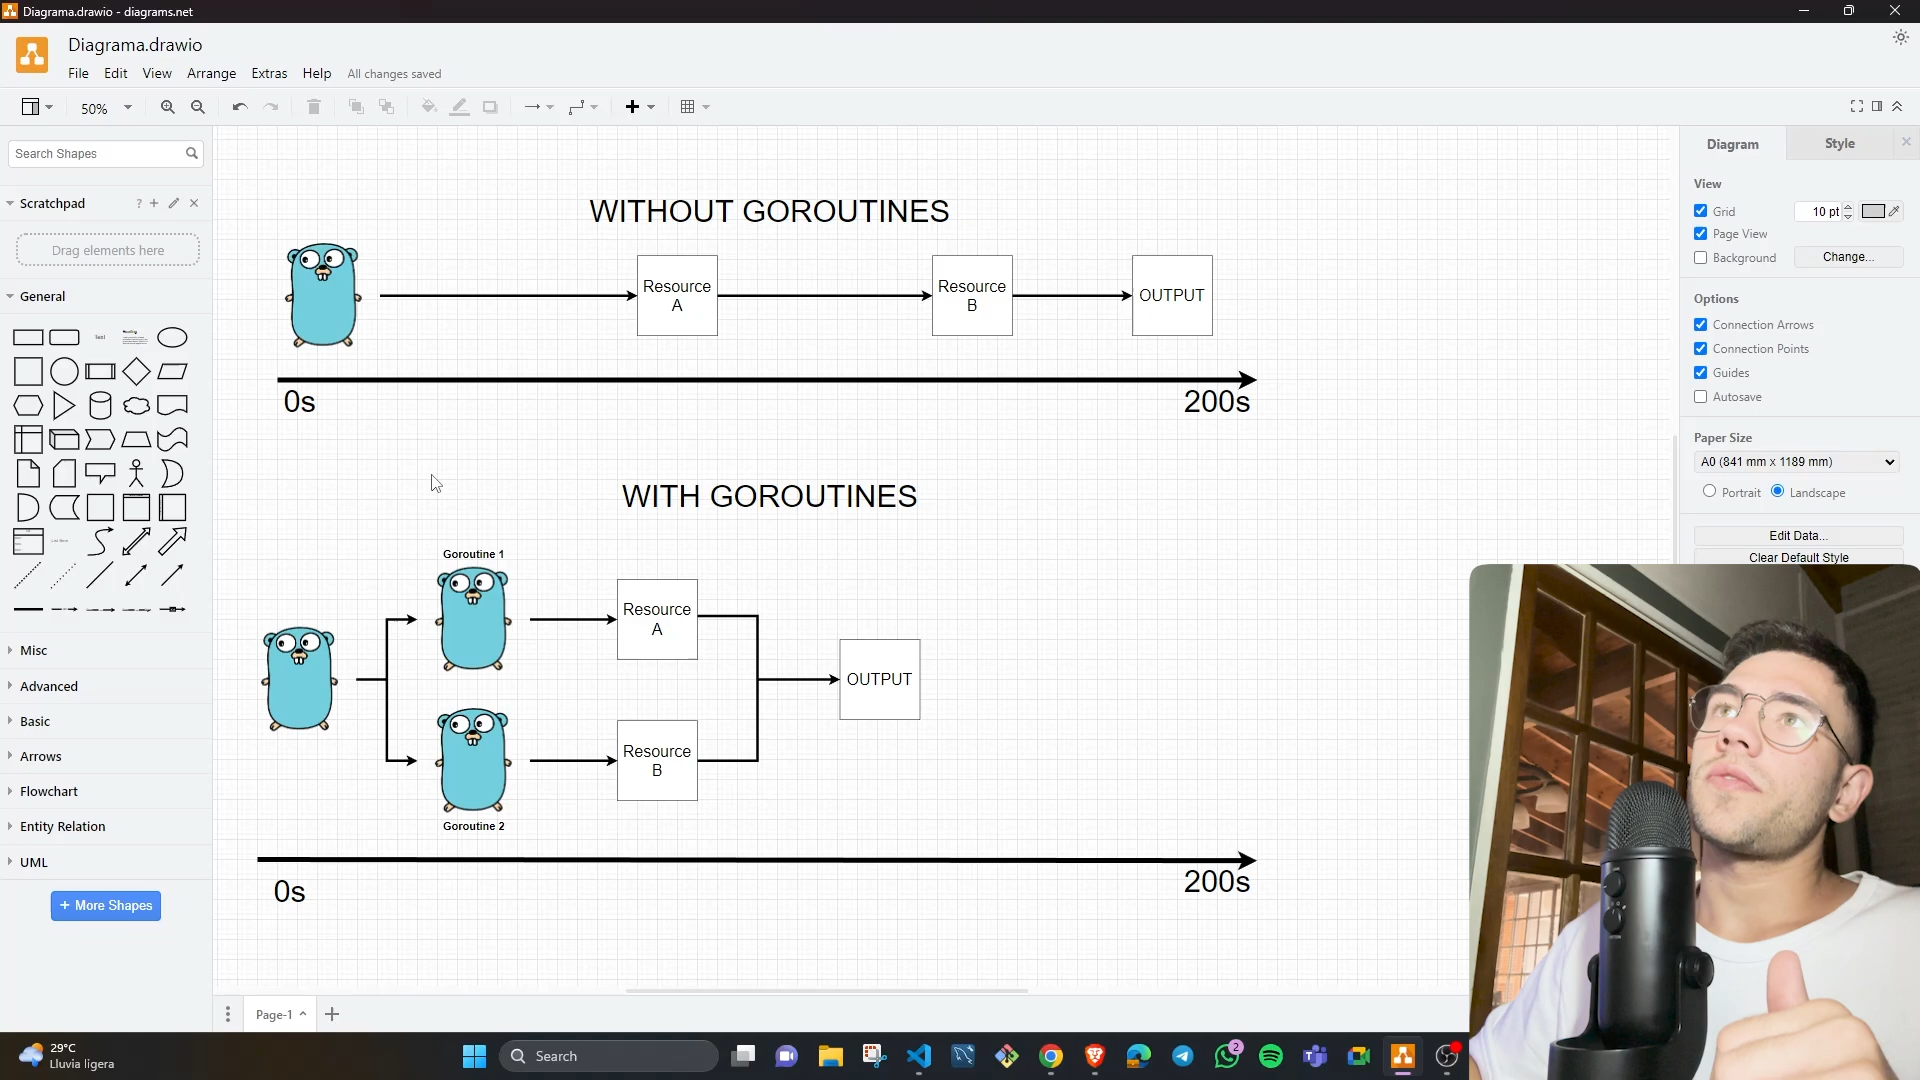 Diagrama.drawio - diagrams.net
Diagrama.drawio
File Edit View Arrange Extras Help All changes saved
50%
Search Shapes
Scratchpad
?
Drag elements here
General
Text
Heading
Misc
Advanced
Basic
Arrows
Flowchart
Entity Relation
UML
+ More Shapes
WITHOUT GOROUTINES
Resource
A
Resource
B
OUTPUT
0s
200s
WITH GOROUTINES
Goroutine 1
Resource
A
OUTPUT
Resource
B
Goroutine 2
0s
200s
Diagram
Style
View
Grid
10 pt
Page View
Background
Change...
Options
Connection Arrows
Connection Points
Guides
Autosave
Paper Size
A0 (841 mm x 1189 mm)
Portrait
Landscape
Edit Data...
Clear Default Style
Page-1
29°C
Lluvia ligera
Search
2